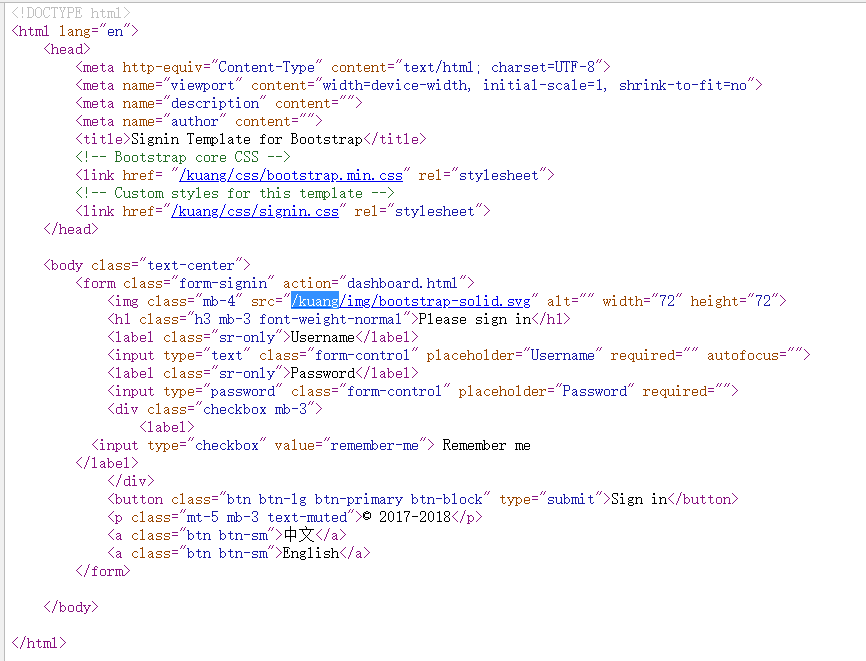 <!DOCTYPE html>
<html lang="en">
<head>
<meta http-equiv="Content-Type" content="text/html; charset=UTF-8">
<meta name="viewport" content="width=device-width, initial-scale=1, shrink-to-fit=no">
<meta name="description" content="">
<meta name="author" content="">
<title>Signin Template for Bootstrap</title>
<!-- Bootstrap core CSS -->
<link href= "/kuang/css/bootstrap.min.css" rel="stylesheet">
<!-- Custom styles for this template -->
<link href="/kuang/css/signin.css" rel="stylesheet">
</head>
<body class="text-center">
<form class="form-signin" action="dashboard.html">
<img class="mb-4" src="/kuang/img/bootstrap-solid.svg" alt="" width="72" height="72">
<h1 class="h3 mb-3 font-weight-normal">Please sign in</h1>
<label class="sr-only">Username</label>
<input type="text" class="form-control" placeholder="Username" required="" autofocus="">
<label class="sr-only">Password</label>
<input type="password" class="form-control" placeholder="Password" required="">
<div class="checkbox mb-3">
<label>
<input type="checkbox" value="remember-me"> Remember me
</label>
</div>
<button class="btn btn-lg btn-primary btn-block" type="submit">Sign in</button>
<p class="mt-5 mb-3 text-muted">© 2017-2018</p>
<a class="btn btn-sm">中文</a>
<a class="btn btn-sm">English</a>
</form>
</body>
</html>